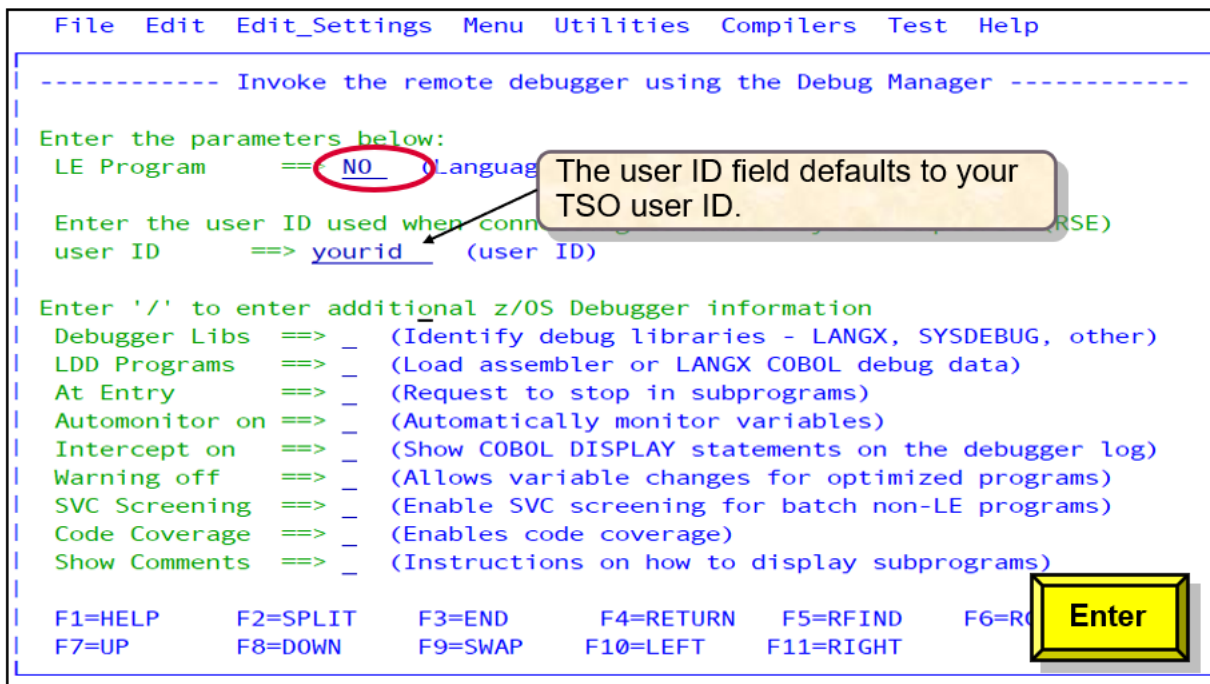 File Edit Edit_Settings Menu Utilities Compilers Test Help
------------ Invoke the remote debugger using the Debug Manager ------------
Enter the parameters below:
LE Program ==> NO (Languag
The user ID field defaults to your
TSO user ID.
Enter the user ID used when conn RSE)
user ID ==> yourid (user ID)
Enter '/' to enter additional z/OS Debugger information
Debugger Libs ==> _ (Identify debug libraries - LANGX, SYSDEBUG, other)
LDD Programs ==> _ (Load assembler or LANGX COBOL debug data)
At Entry ==> _ (Request to stop in subprograms)
Automonitor on ==> _ (Automatically monitor variables)
Intercept on ==> _ (Show COBOL DISPLAY statements on the debugger log)
Warning off ==> _ (Allows variable changes for optimized programs)
SVC Screening ==> _ (Enable SVC screening for batch non-LE programs)
Code Coverage ==> _ (Enables code coverage)
Show Comments ==> _ (Instructions on how to display subprograms)
F1=HELP F2=SPLIT F3=END F4=RETURN F5=RFIND
Enter
F7=UP F8=DOWN F9=SWAP F10=LEFT F11=RIGHT